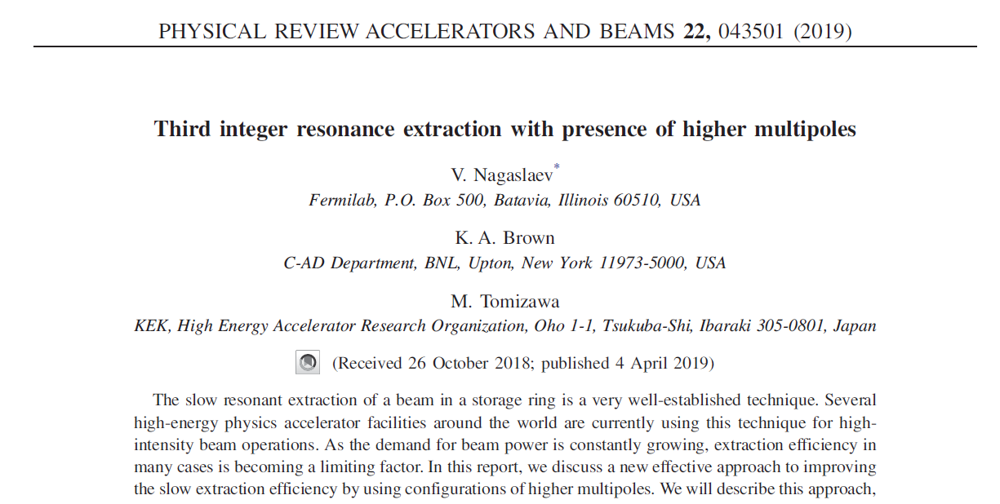 PHYSICAL REVIEW ACCELERATORS AND BEAMS 22, 043501 (2019)
Third integer resonance extraction with presence of higher multipoles
V. Nagaslaev*
Fermilab, P.O. Box 500, Batavia, Illinois 60510, USA
K. A. Brown
C-AD Department, BNL, Upton, New York 11973-5000, USA
M. Tomizawa
KEK, High Energy Accelerator Research Organization, Oho 1-1, Tsukuba-Shi, Ibaraki 305-0801, Japan
(Received 26 October 2018; published 4 April 2019)
The slow resonant extraction of a beam in a storage ring is a very well-established technique. Several
high-energy physics accelerator facilities around the world are currently using this technique for high-
intensity beam operations. As the demand for beam power is constantly growing, extraction efficiency in
many cases is becoming a limiting factor. In this report, we discuss a new effective approach to improving
the slow extraction efficiency by using configurations of higher multipoles. We will describe this approach,